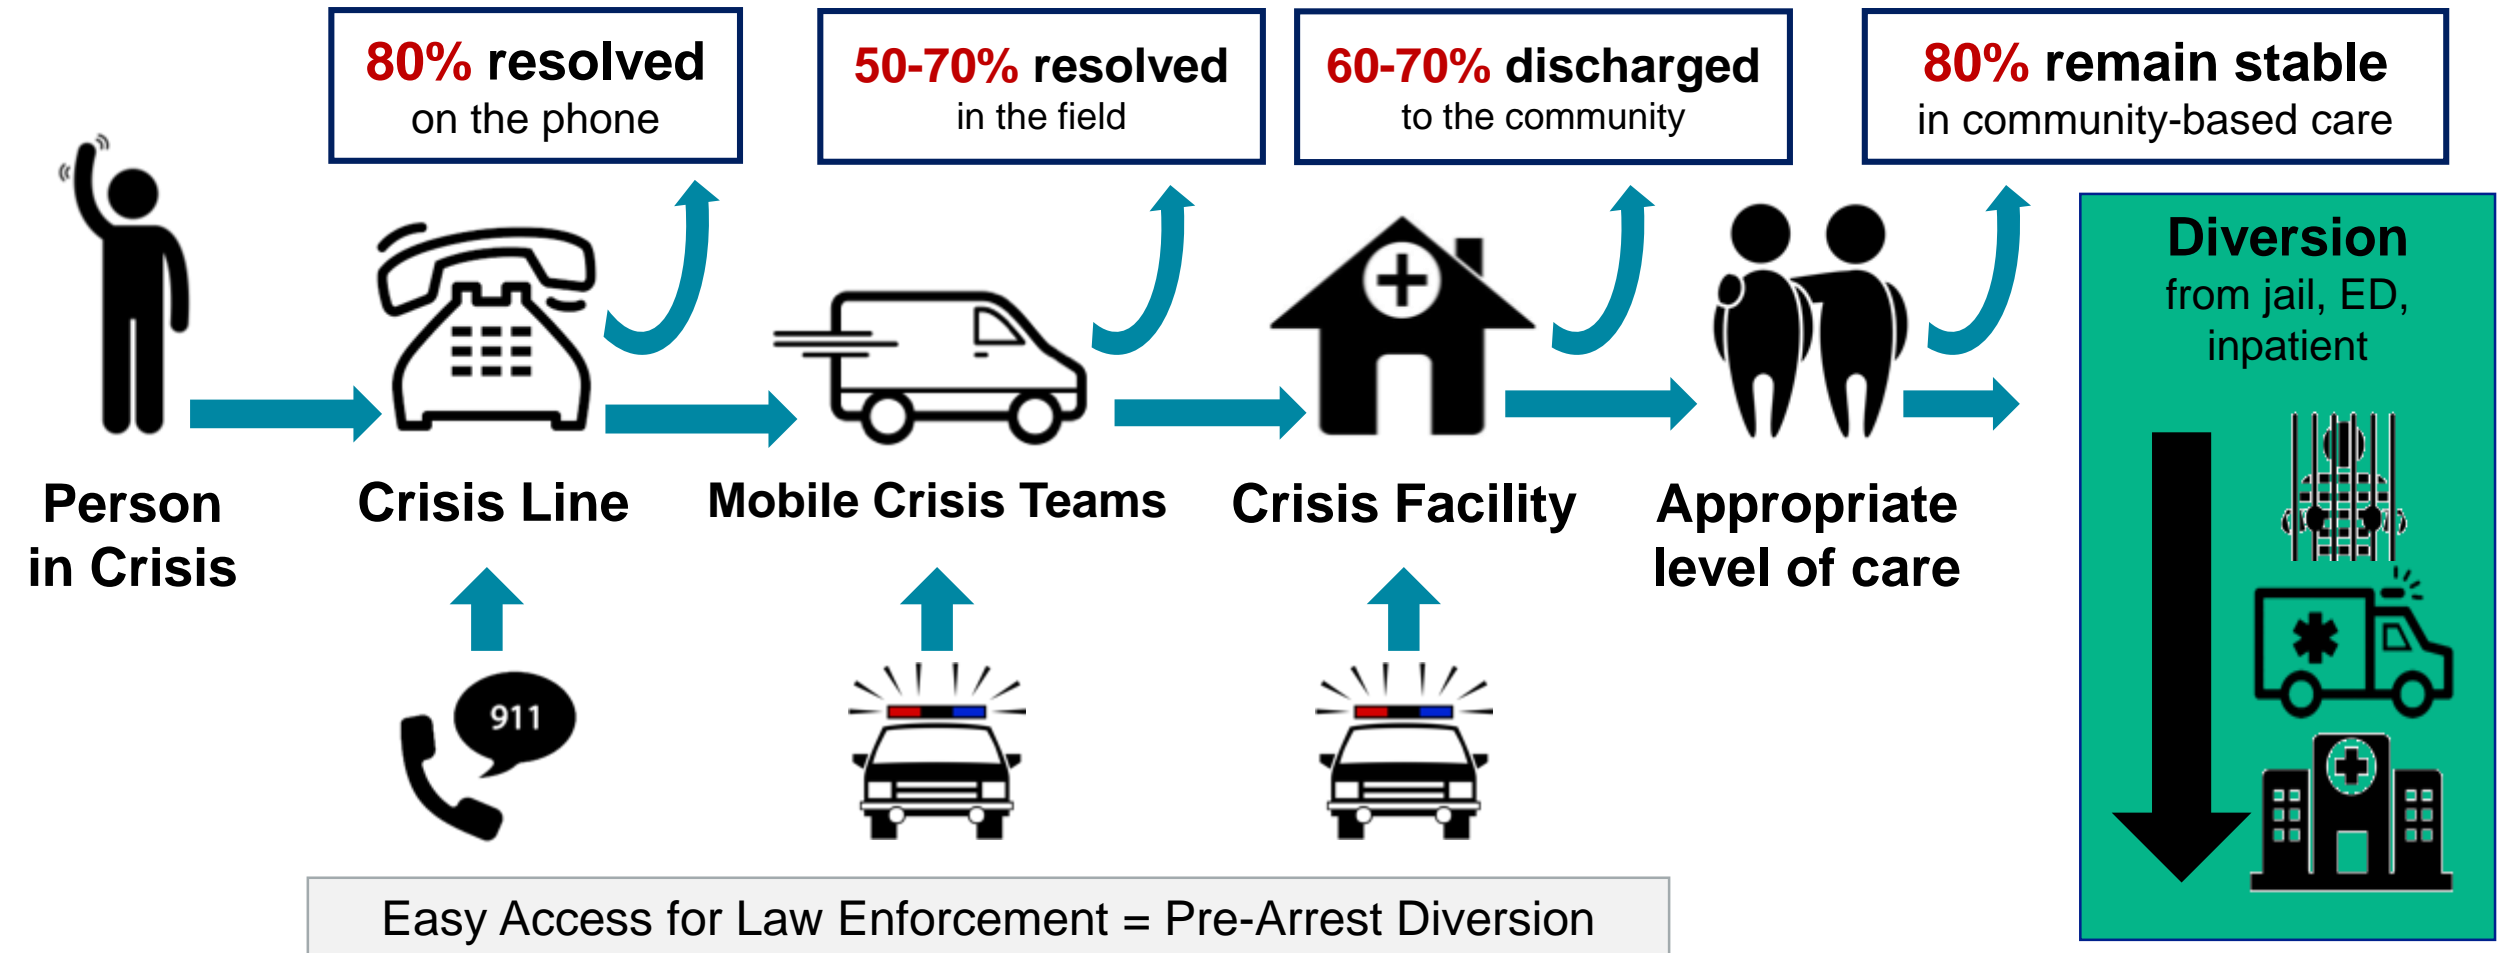 80% resolved
on the phone
50-70% resolved
in the field
60-70% discharged
to the community
80% remain stable
in community-based care
Diversion
from jail, ED,
inpatient
Person
in Crisis
Crisis Line
Mobile Crisis Teams
Crisis Facility
Appropriate
level of care
911
Easy Access for Law Enforcement = Pre-Arrest Diversion